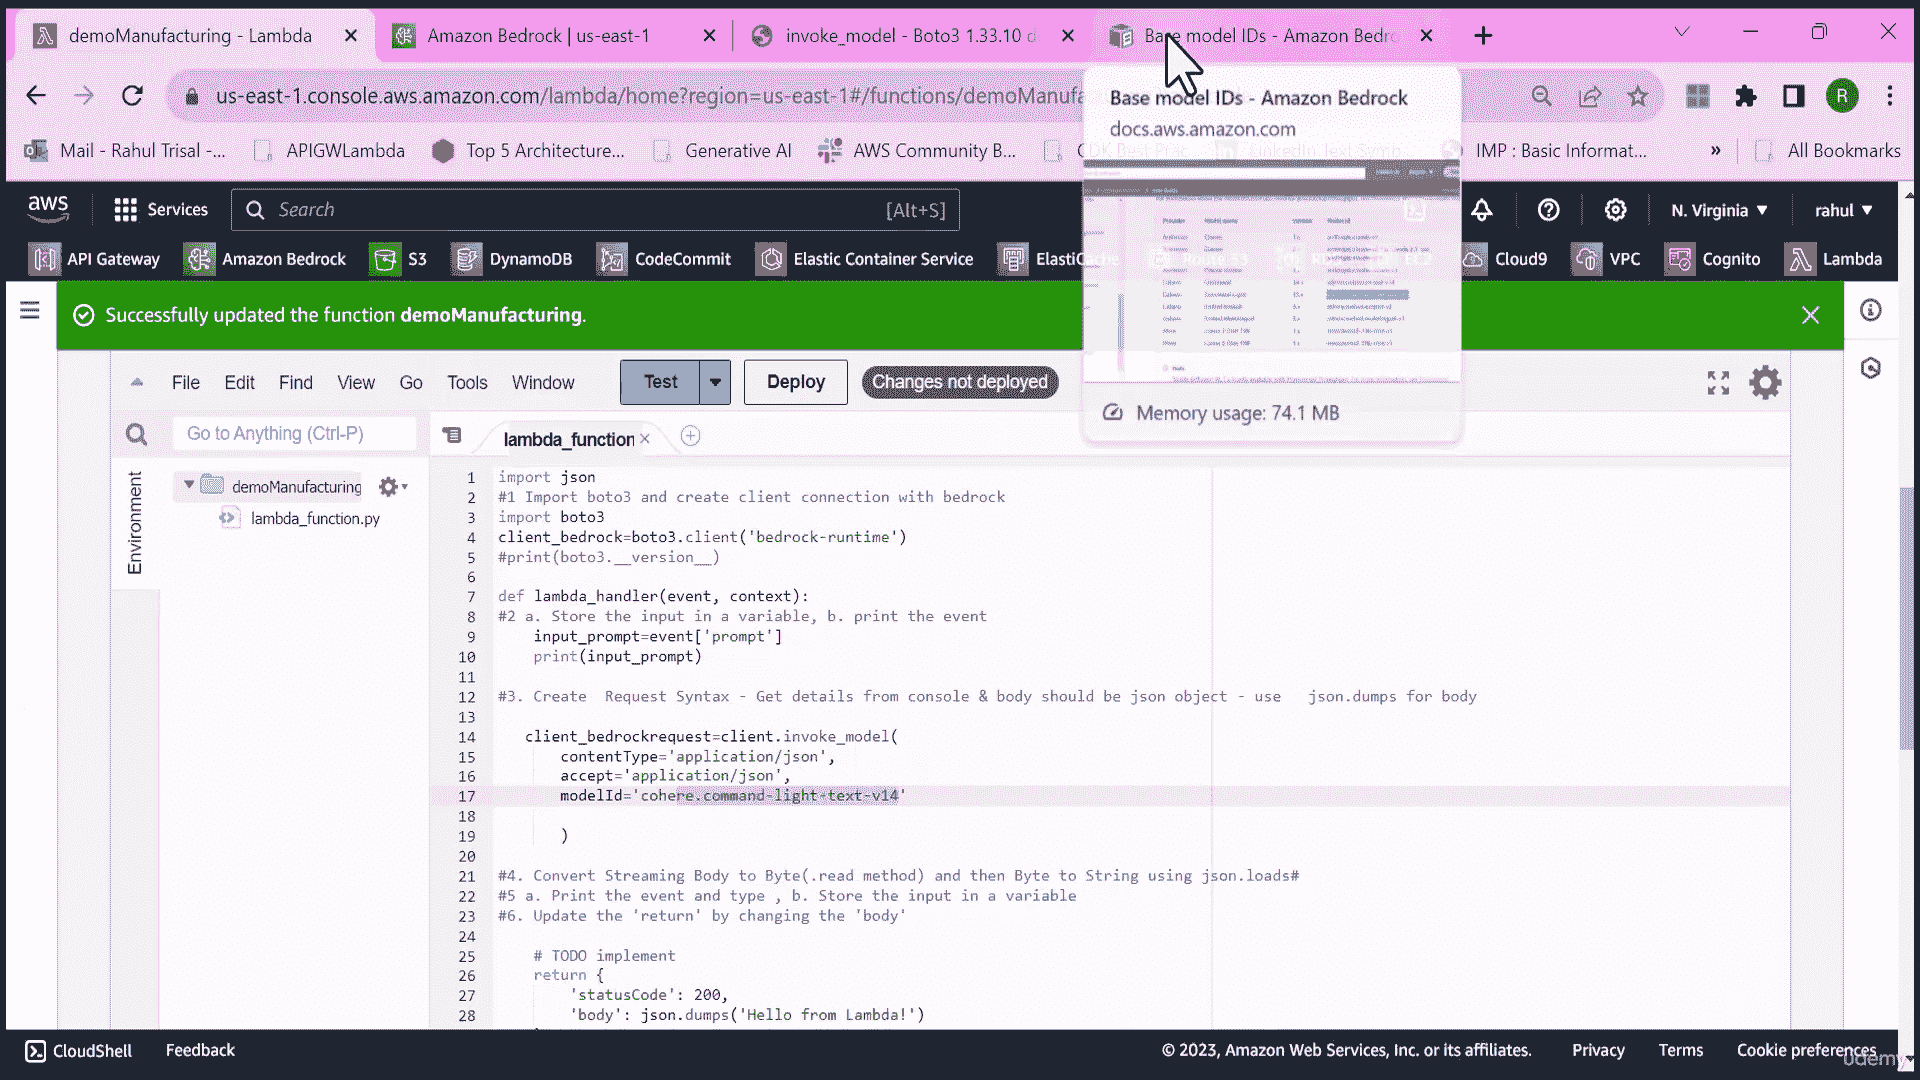 demoManufacturing - Lambda
Amazon Bedrock | us-east-1
invoke_model - Boto3 1.33.10 d
Base model IDs - Amazon Bedro
us-east-1.console.aws.amazon.com/lambda/home?region=us-east-1#/functions/demoManufa
R
Base model IDs - Amazon Bedrock
docs.aws.amazon.com
Mail - Rahul Trisal -...
APIGWLambda
Top 5 Architecture...
Generative AI
AWS Community B...
CDK Best Prac
LinkedIn Text Symb
IMP : Basic Informat...
»
All Bookmarks
aws
Services
Search
[Alt+S]
N. Virginia
rahul
API Gateway
Amazon Bedrock
S3
DynamoDB
CodeCommit
Elastic Container Service
ElastiCache
Route 53
EC2
Cloud9
VPC
Cognito
Lambda
Successfully updated the function demoManufacturing.
File Edit Find View Go Tools Window
Test
Deploy
Changes not deployed
Memory usage: 74.1 MB
Go to Anything (Ctrl-P)
lambda_function
Environment
demoManufacturing
lambda_function.py
1 import json
2 #1 Import boto3 and create client connection with bedrock
3 import boto3
4 client_bedrock=boto3.client('bedrock-runtime')
5 #print(boto3.__version__)
6
7 def lambda_handler(event, context):
8 #2 a. Store the input in a variable, b. print the event
9 input_prompt=event['prompt']
10 print(input_prompt)
11
12 #3. Create Request Syntax - Get details from console & body should be json object - use json.dumps for body
13
14 client_bedrockrequest=client.invoke_model(
15 contentType='application/json',
16 accept='application/json',
17 modelId='cohere.command-light-text-v14'
18
19 )
20
21 #4. Convert Streaming Body to Byte(.read method) and then Byte to String using json.loads#
22 #5 a. Print the event and type , b. Store the input in a variable
23 #6. Update the 'return' by changing the 'body'
24
25 # TODO implement
26 return {
27 'statusCode': 200,
28 'body': json.dumps('Hello from Lambda!')
CloudShell
Feedback
© 2023, Amazon Web Services, Inc. or its affiliates.
Privacy
Terms
Cookie preferences
udemy